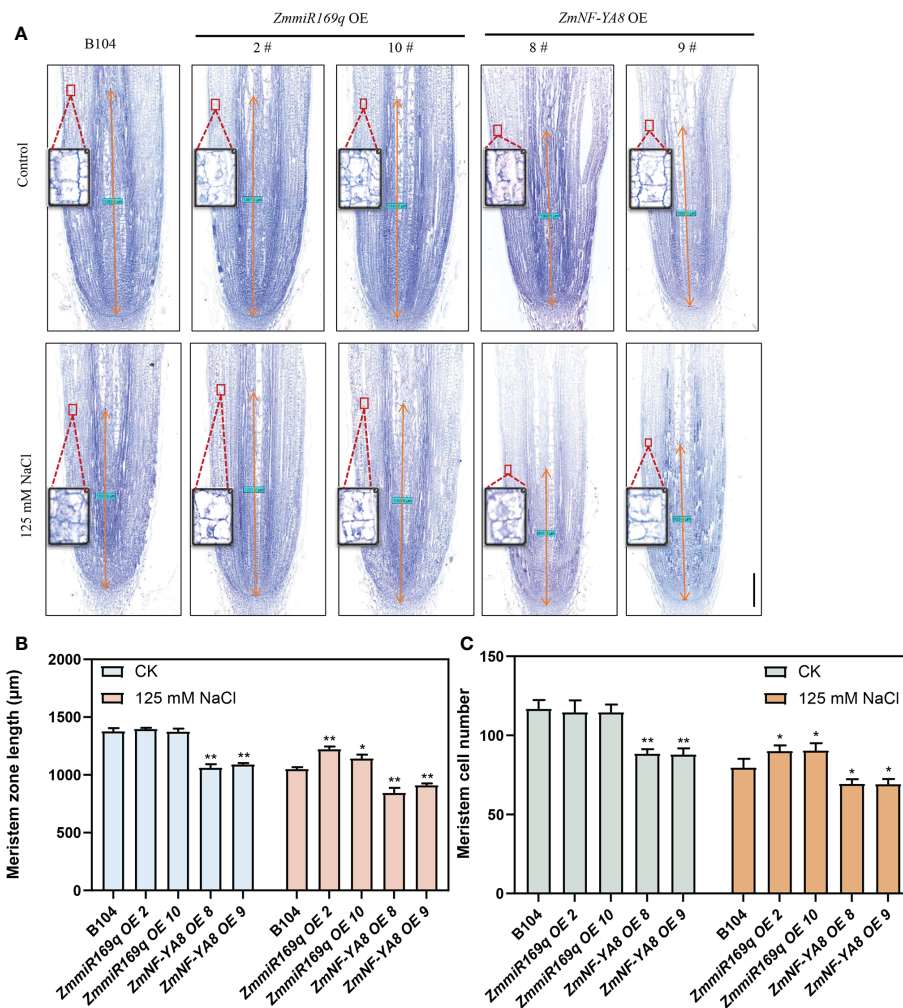 ZmmiR169q OE
ZmNF-YA8 OE
A
B104
2 #
10 #
8 #
9 #
Control
125 mM NaCl
B
Meristem zone length (µm)
2000
1500
1000
500
0
CK
125 mM NaCl
**
**
**
*
**
**
B104
ZmmiR169q OE 2
ZmmiR169q OE 10
ZmNF-YA8 OE 8
ZmNF-YA8 OE 9
B104
ZmmiR169q OE 2
ZmmiR169q OE 10
ZmNF-YA8 OE 8
ZmNF-YA8 OE 9
C
Meristem cell number
150
100
50
0
CK
125 mM NaCl
**
**
*
*
*
*
B104
ZmmiR169q OE 2
ZmmiR169q OE 10
ZmNF-YA8 OE 8
ZmNF-YA8 OE 9
B104
ZmmiR169q OE 2
ZmmiR169q OE 10
ZmNF-YA8 OE 8
ZmNF-YA8 OE 9